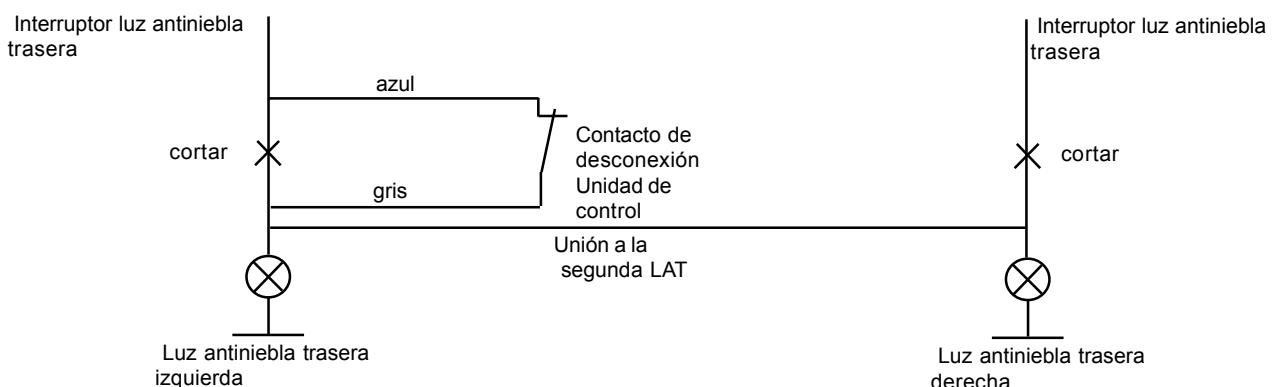 Interruptor luz antiniebla
trasera
Interruptor luz antiniebla
trasera
azul
cortar
Contacto de
desconexión
Unidad de
control
cortar
gris
Unión a la
segunda LAT
Luz antiniebla trasera
izquierda
Luz antiniebla trasera
derecha